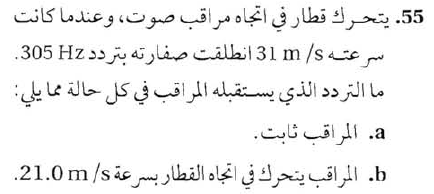 55. يتحرك قطار في اتجاه مراقب صوت، وعندما كانت
سرعته 31 m/s انطلقت صفارته بتردد 305 Hz.
ما التردد الذي يستقبله المراقب في كل حالة مما يلي:
a. المراقب ثابت.
b. المراقب يتحرك في اتجاه القطار بسرعة 21.0 m/s.